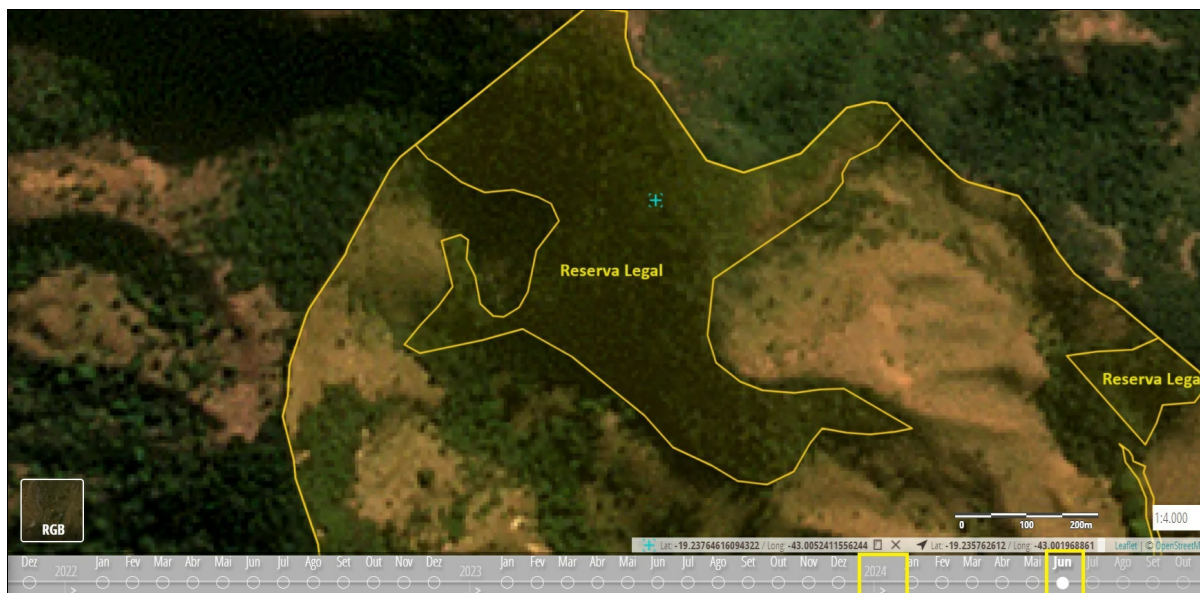 Reserva Legal
Reserva Lega
RGB
0 100 200m
1:4.000
Lat: -19.23764616094322 / Long: -43.0052411556244 Lat: -19.235762612 / Long: -43.001968861 Leaflet | © OpenStreetM
Dez 2022 Jan Fev Mar Abr Mai Jun Jul Ago Set Out Nov Dez 2023 Jan Fev Mar Abr Mai Jun Jul Ago Set Out Nov Dez 2024 Jan Fev Mar Abr Mai Jun Jul Ago Set Out